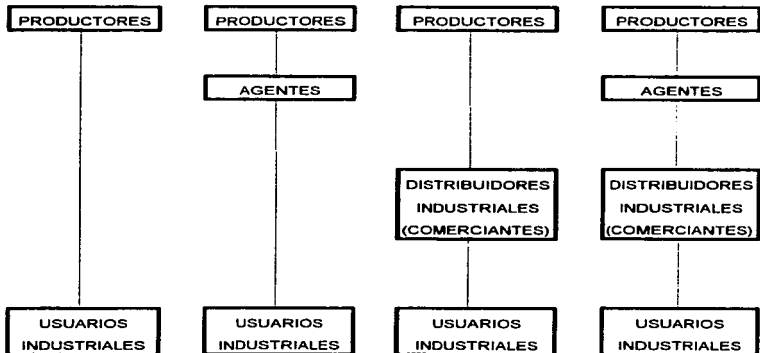 PRODUCTORES PRODUCTORES PRODUCTORES PRODUCTORES
AGENTES AGENTES
DISTRIBUIDORES DISTRIBUIDORES
INDUSTRIALES INDUSTRIALES
(COMERCIANTES) (COMERCIANTES)
USUARIOS USUARIOS USUARIOS USUARIOS
INDUSTRIALES INDUSTRIALES INDUSTRIALES INDUSTRIALES